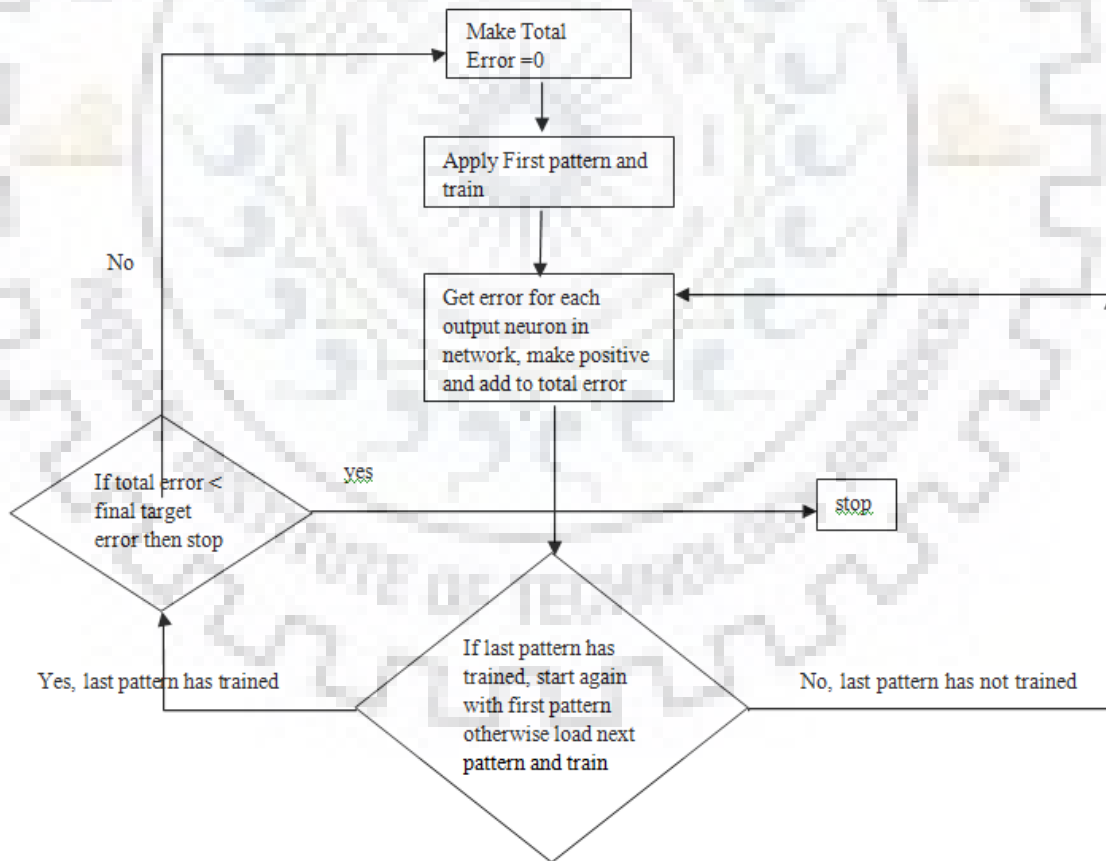 Make Total
Error =0
Apply First pattern and
train
No
Get error for each
output neuron in
network, make positive
and add to total error
If total error <
final target
error then stop
yes
stop
If last pattern has
trained, start again
with first pattern
otherwise load next
pattern and train
Yes, last pattern has trained
No, last pattern has not trained